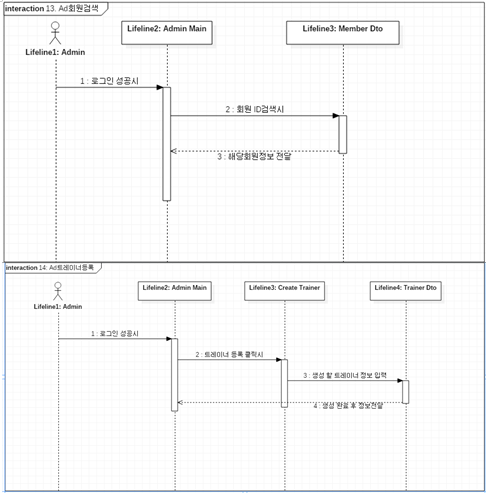 interaction 13. Ad회원검색
Lifeline1: Admin
Lifeline2: Admin Main
Lifeline3: Member Dto
1 : 로그인 성공시
2 : 회원 ID검색시
3 : 해당회원정보 전달
interaction 14: Ad트레이너등록
Lifeline1: Admin
Lifeline2: Admin Main
Lifeline3: Create Trainer
Lifeline4: Trainer Dto
1 : 로그인 성공시
2 : 트레이너 등록 클릭시
3 : 생성 할 트레이너 정보 입력
4 : 생성 완료 후 정보전달